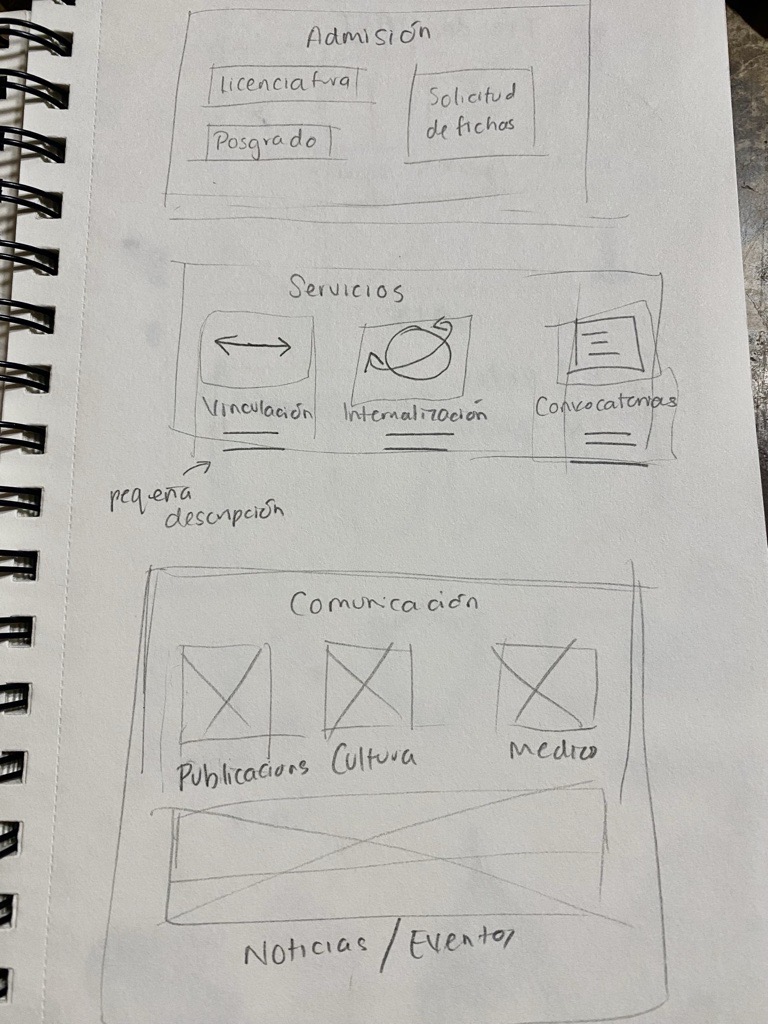 Admisión
Licenciatura
Solicitud
de fichas
Posgrado
Servicios
Vinculación
Internalización
Convocatorias
pequeña
descripción
Comunicación
Publicacions
Cultura
Medico
Noticias / Eventos